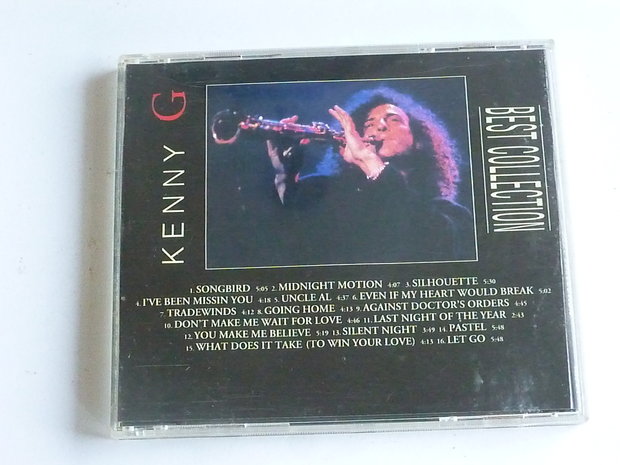 KENNY G
BEST COLLECTION
1. SONGBIRD 5:05 2. MIDNIGHT MOTION 4:07 3. SILHOUETTE 5:30
4. I'VE BEEN MISSIN YOU 4:18 5. UNCLE AL 4:37 6. EVEN IF MY HEART WOULD BREAK 5:02
7. TRADEWINDS 4:12 8. GOING HOME 4:13 9. AGAINST DOCTOR'S ORDERS 4:45
10. DON'T MAKE ME WAIT FOR LOVE 4:46 11. LAST NIGHT OF THE YEAR 2:43
12. YOU MAKE ME BELIEVE 5:19 13. SILENT NIGHT 3:49 14. PASTEL 5:48
15. WHAT DOES IT TAKE (TO WIN YOUR LOVE) 4:13 16. LET GO 5:48